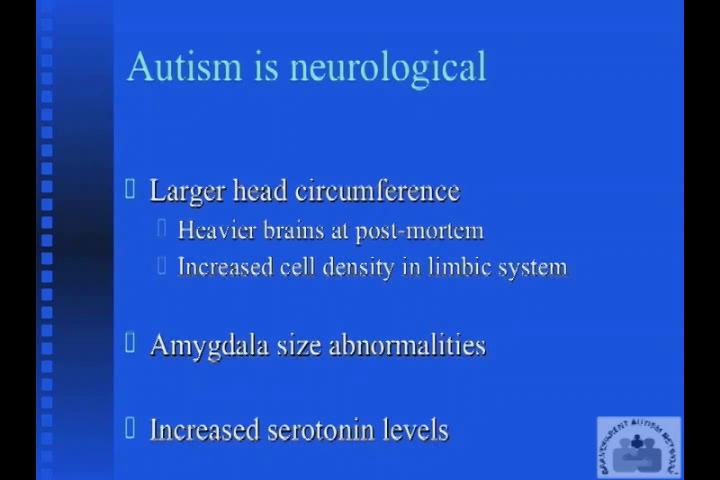 Autism is neurological
Larger head circumference
Heavier brains at post-mortem
Increased cell density in limbic system
Amygdala size abnormalities
Increased serotonin levels
AUTISM